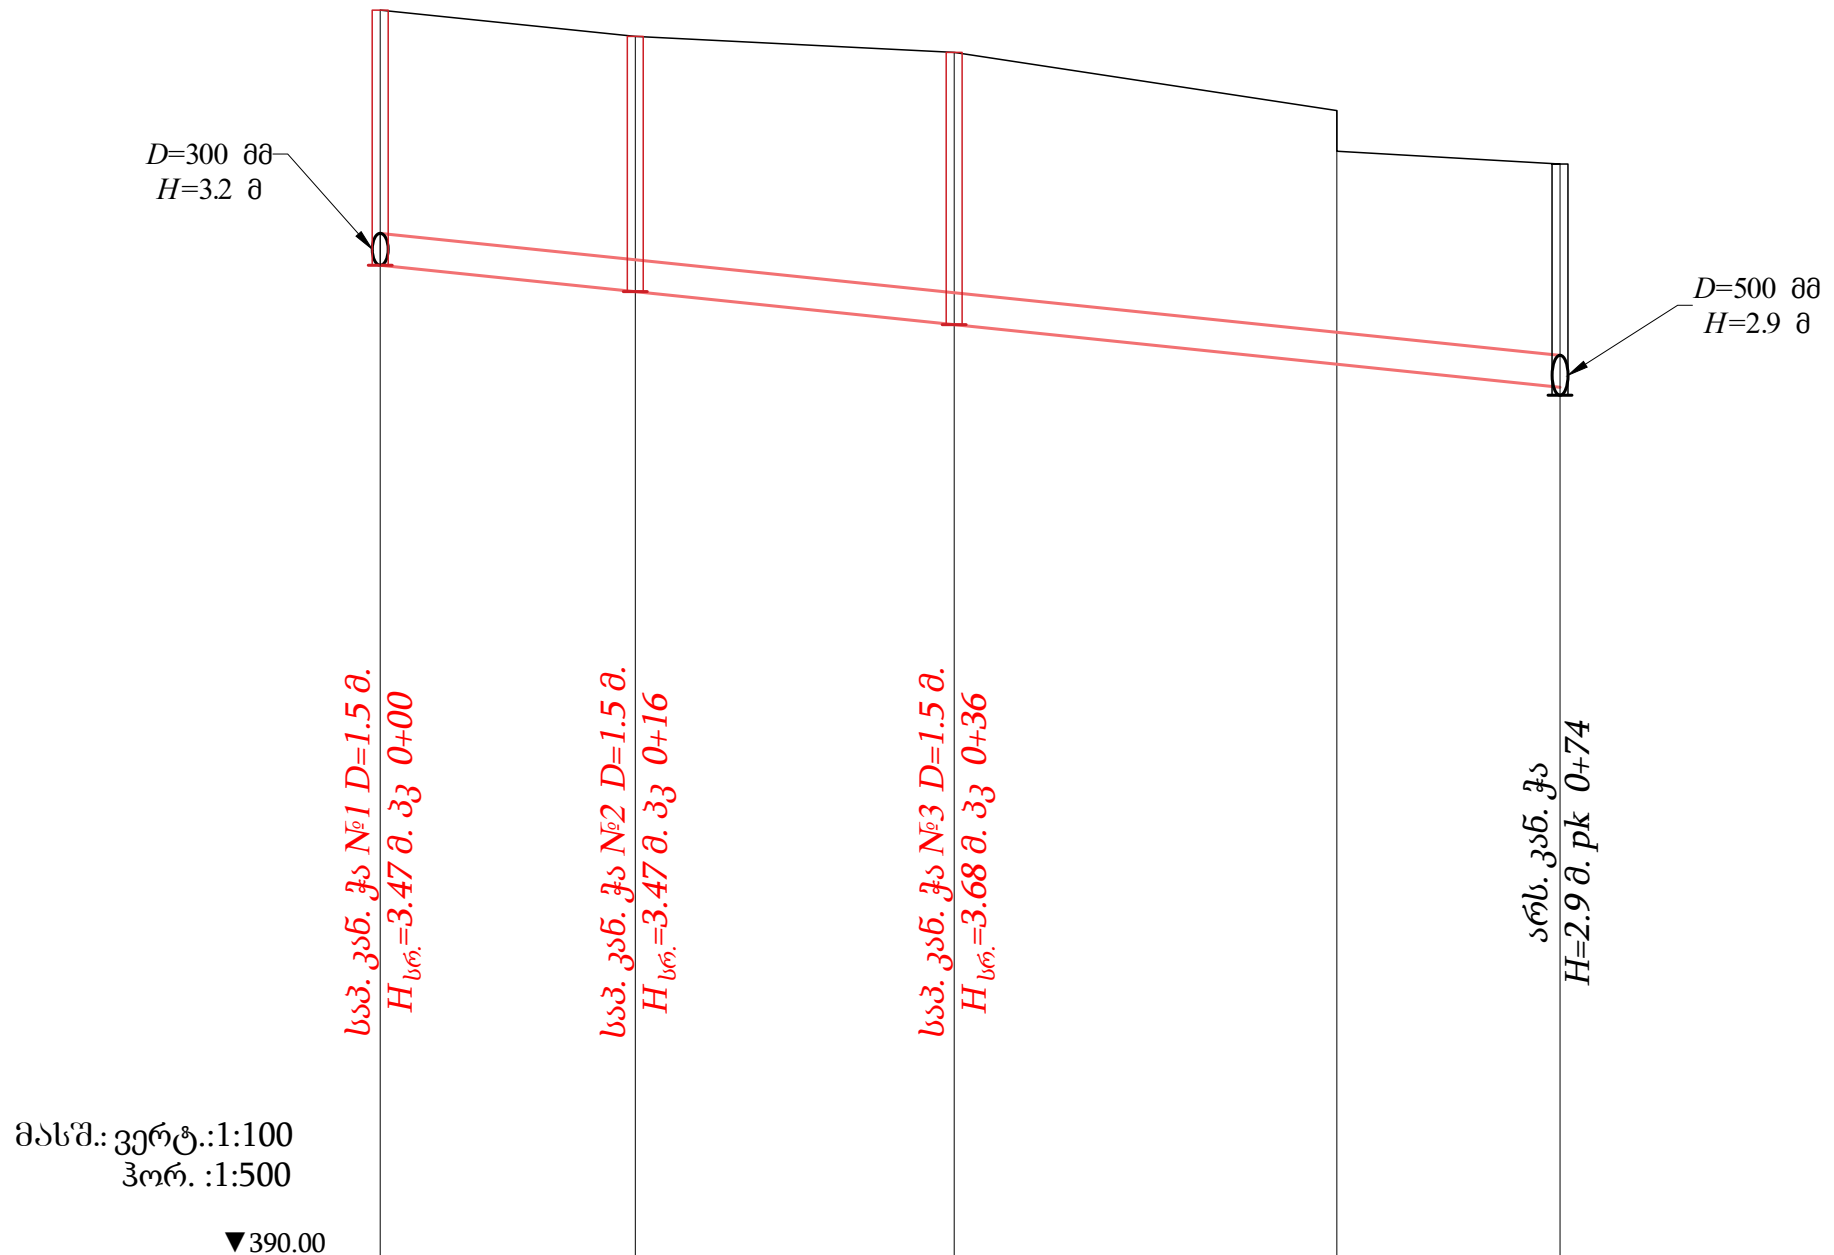 D=300 მმ
H=3.2 მ
D=500 მმ
H=2.9 მ
საპ. კან. ჭა №1 D=1.5 მ.
H სრ.=3.47 მ. პკ 0+00
საპ. კან. ჭა №2 D=1.5 მ.
H სრ.=3.47 მ. პკ 0+16
საპ. კან. ჭა №3 D=1.5 მ.
H სრ.=3.68 მ. პკ 0+36
არს. კან. ჭა
H=2.9 მ. pk 0+74
მასშ.: ვერტ.:1:100
ჰორ. :1:500
▼390.00